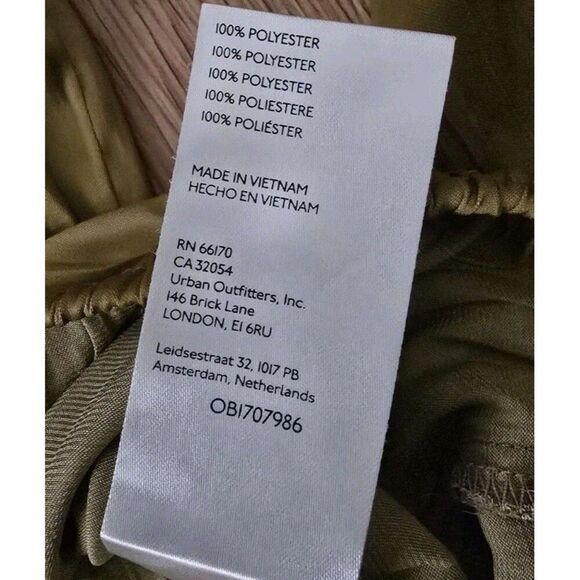 100% POLYESTER
100% POLYESTER
100% POLYESTER
100% POLIESTERE
100% POLIÉSTER
MADE IN VIETNAM
HECHO EN VIETNAM
RN 66170
CA 32054
Urban Outfitters, Inc.
146 Brick Lane
LONDON, E1 6RU
Leidsestraat 32, 1017 PB
Amsterdam, Netherlands
OB1707986